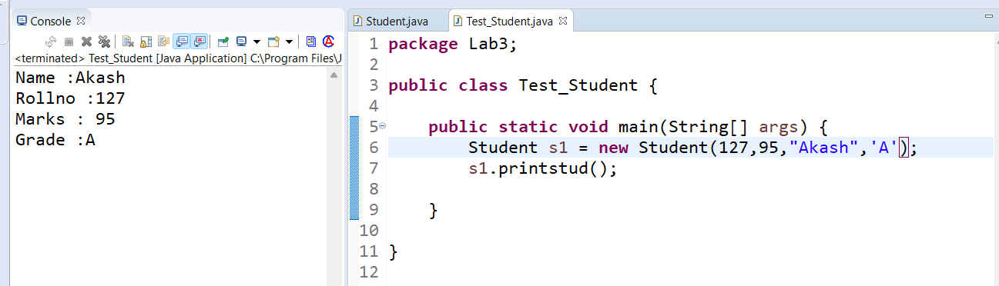 Console
<terminated> Test_Student [Java Application] C:\Program Files\J
Name :Akash
Rollno :127
Marks : 95
Grade :A
Student.java
Test_Student.java
1 package Lab3;
2
3 public class Test_Student {
4
5     public static void main(String[] args) {
6         Student s1 = new Student(127,95,"Akash",'A');
7         s1.printstud();
8
9     }
10
11 }
12